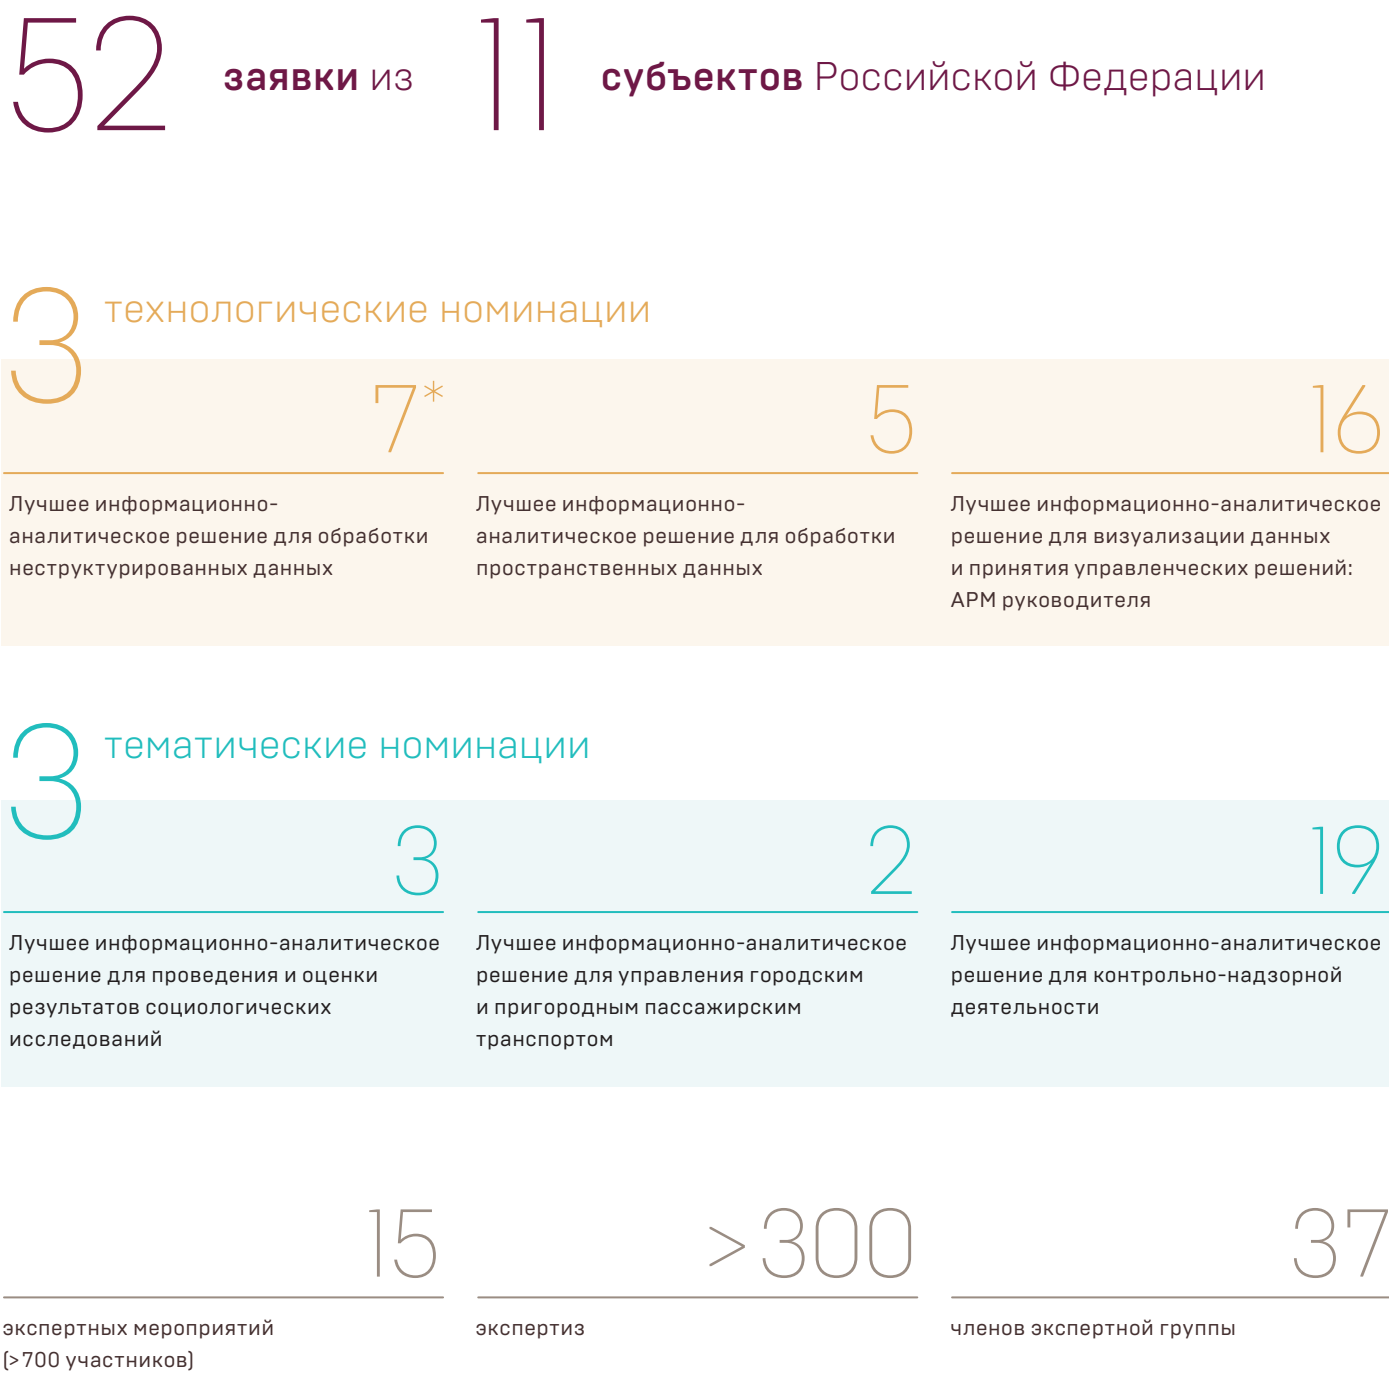 52 заявки из 11 субъектов Российской Федерации
3 технологические номинации
7*
Лучшее информационно-
аналитическое решение для обработки
неструктурированных данных
5
Лучшее информационно-
аналитическое решение для обработки
пространственных данных
16
Лучшее информационно-аналитическое
решение для визуализации данных
и принятия управленческих решений:
АРМ руководителя
3 тематические номинации
3
Лучшее информационно-аналитическое
решение для проведения и оценки
результатов социологических
исследований
2
Лучшее информационно-аналитическое
решение для управления городским
и пригородным пассажирским
транспортом
19
Лучшее информационно-аналитическое
решение для контрольно-надзорной
деятельности
15
экспертных мероприятий
(>700 участников)
>300
экспертиз
37
членов экспертной группы